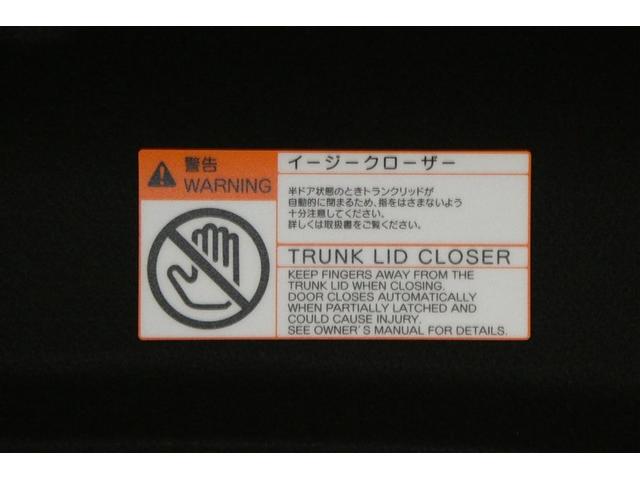 警告
WARNING
イージークローザー
半ドア状態のときトランクリッドが
自動的に閉まるため、指をはさまないよう
十分注意してください。
詳しくは取扱書をご覧ください。
TRUNK LID CLOSER
KEEP FINGERS AWAY FROM THE
TRUNK LID WHEN CLOSING.
DOOR CLOSES AUTOMATICALLY
WHEN PARTIALLY LATCHED AND
COULD CAUSE INJURY.
SEE OWNER'S MANUAL FOR DETAILS.